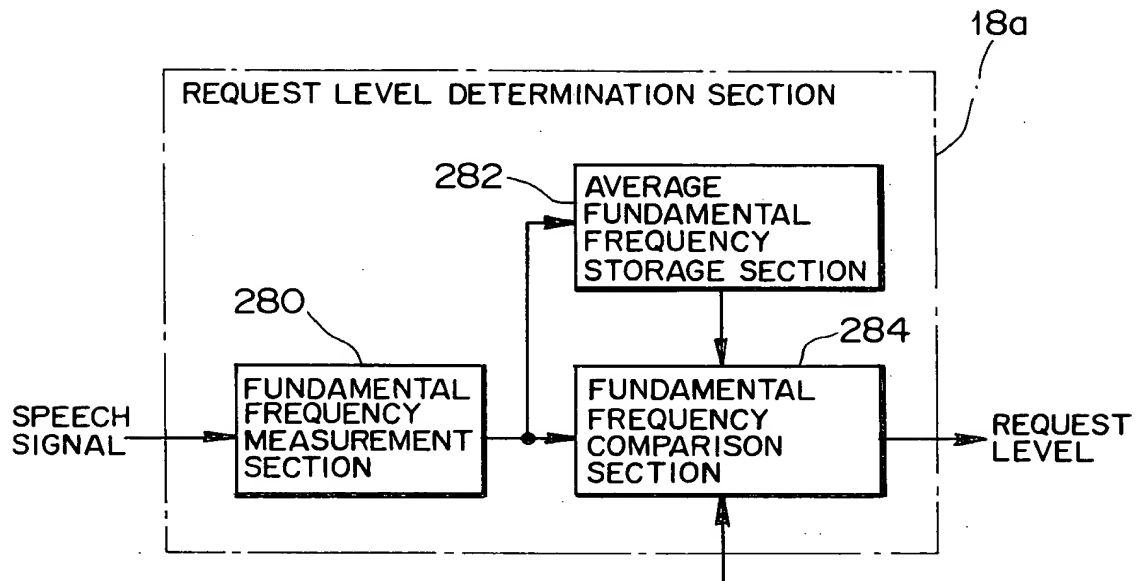 18a
REQUEST LEVEL DETERMINATION SECTION
282
AVERAGE
FUNDAMENTAL
FREQUENCY
STORAGE SECTION
280
284
FUNDAMENTAL
FREQUENCY
MEASUREMENT
SECTION
FUNDAMENTAL
FREQUENCY
COMPARISON
SECTION
SPEECH
SIGNAL
REQUEST
LEVEL